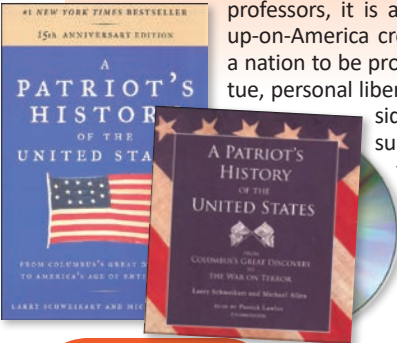 #1 NEW YORK TIMES BESTSELLER
15th ANNIVERSARY EDITION
A
PATRIOT'S
HISTOR
OF THE
UNITED STA
FROM COLUMBUS'S GREAT D
TO AMERICA'S AGE OF ENTI
LARRY SCHWEIKART AND MIC
A PATRIOT'S
HISTORY
OF THE
UNITED STATES
FROM
COLUMBUS'S GREAT DISCOVERY
TO
THE WAR ON TERROR
Larry Schweikart and Michael Allen
READ BY Patrick Lawlor
UNABRIDGED
professors, it is a
up-on-America cr
a nation to be pro
tue, personal liber
sid
su